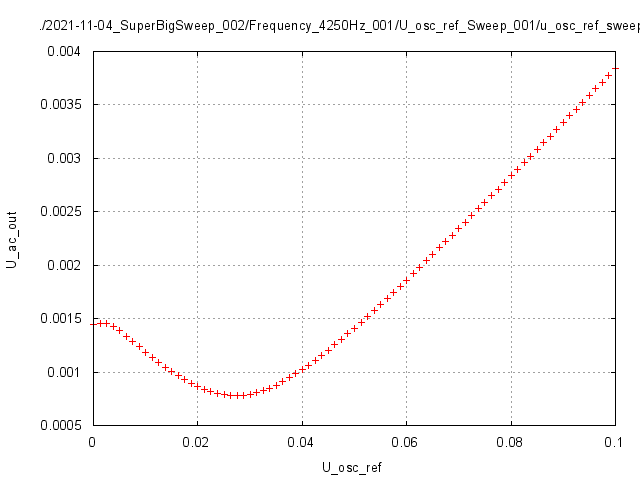 ./2021-11-04_SuperBigSweep_002/Frequency_4250Hz_001/U_osc_ref_Sweep_001/u_osc_ref_sweep
0.004
0.0035
0.003
0.0025
0.002
0.0015
0.001
0.0005
U_ac_out
0 0.02 0.04 0.06 0.08 0.1
U_osc_ref